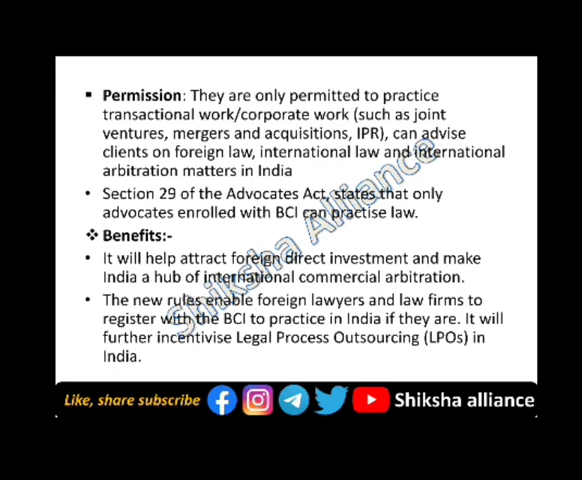 ▪ Permission: They are only permitted to practice
transactional work/corporate work (such as joint
ventures, mergers and acquisitions, IPR), can advise
clients on foreign law, international law and international
arbitration matters in India
• Section 29 of the Advocates Act, states that only
advocates enrolled with BCI can practise law.
❖ Benefits:-
• It will help attract foreign direct investment and make
India a hub of international commercial arbitration.
• The new rules enable foreign lawyers and law firms to
register with the BCI to practice in India if they are. It will
further incentivise Legal Process Outsourcing (LPOs) in
India.
Shiksha Alliance
Like, share subscribe Shiksha alliance